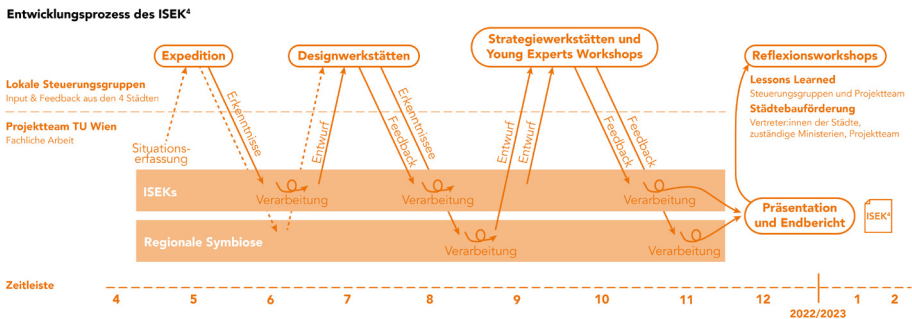 Entwicklungsprozess des ISEK⁴
Expedition
Designwerkstätten
Strategiewerkstätten und
Young Experts Workshops
Reflexionsworkshops
Lokale Steuerungsgruppen
Input & Feedback aus den 4 Städten
Lessons Learned
Steuerungsgruppen und Projektteam
Städtebauförderung
Vertreter:innen der Städte,
zuständige Ministerien, Projektteam
Projektteam TU Wien
Fachliche Arbeit
Situations-
erfassung
Erkenntnisse
Entwurf
Feedback
Erkenntnissee
Entwurf
Entwurf
Feedback
Feedback
ISEKs
Verarbeitung
Verarbeitung
Verarbeitung
Regionale Symbiose
Verarbeitung
Verarbeitung
Präsentation
und Endbericht
ISEK⁴
Zeitleiste
4 5 6 7 8 9 10 11 12 1 2
2022/2023